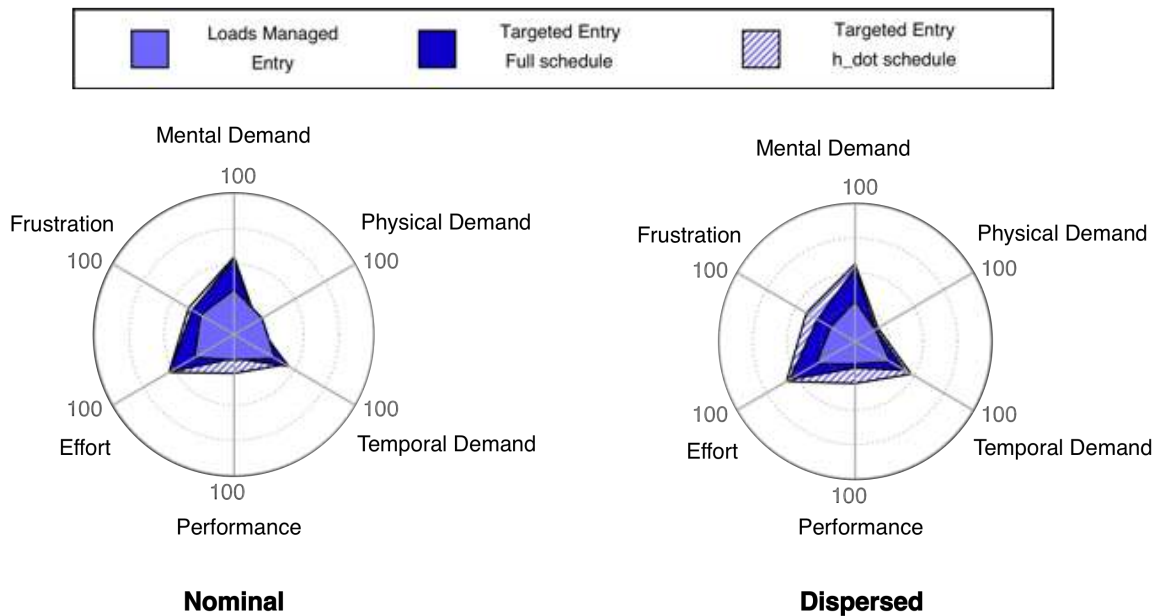 Loads Managed
Entry
Targeted Entry
Full schedule
Targeted Entry
h_dot schedule
Mental Demand
100
Frustration
100
Physical Demand
100
100
Effort
100
Temporal Demand
100
Performance
Nominal
Mental Demand
100
Frustration
100
Physical Demand
100
100
Effort
100
Temporal Demand
100
Performance
Dispersed